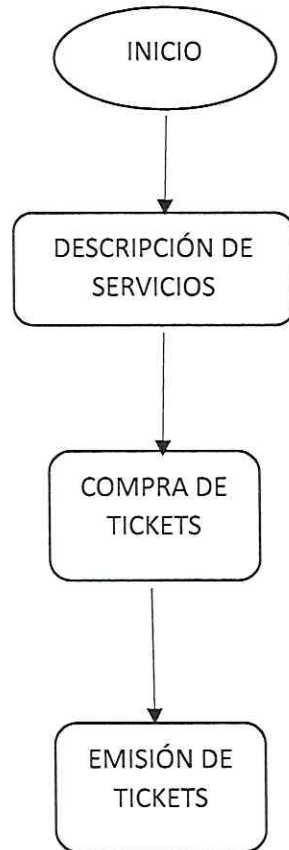 INICIO
DESCRIPCIÓN DE
SERVICIOS
COMPRA DE
TICKETS
EMISIÓN DE
TICKETS